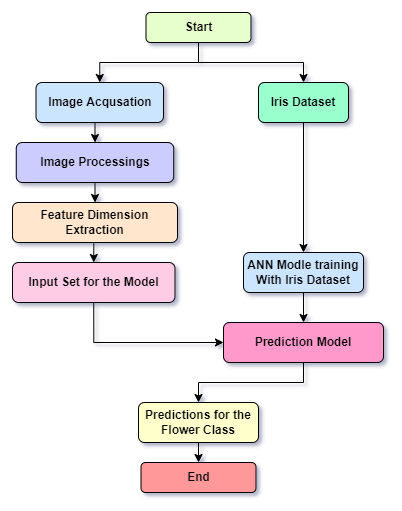 Start
Image Acqusation
Iris Dataset
Image Processings
Feature Dimension
Extraction
ANN Modle training
With Iris Dataset
Input Set for the Model
Prediction Model
Predictions for the
Flower Class
End